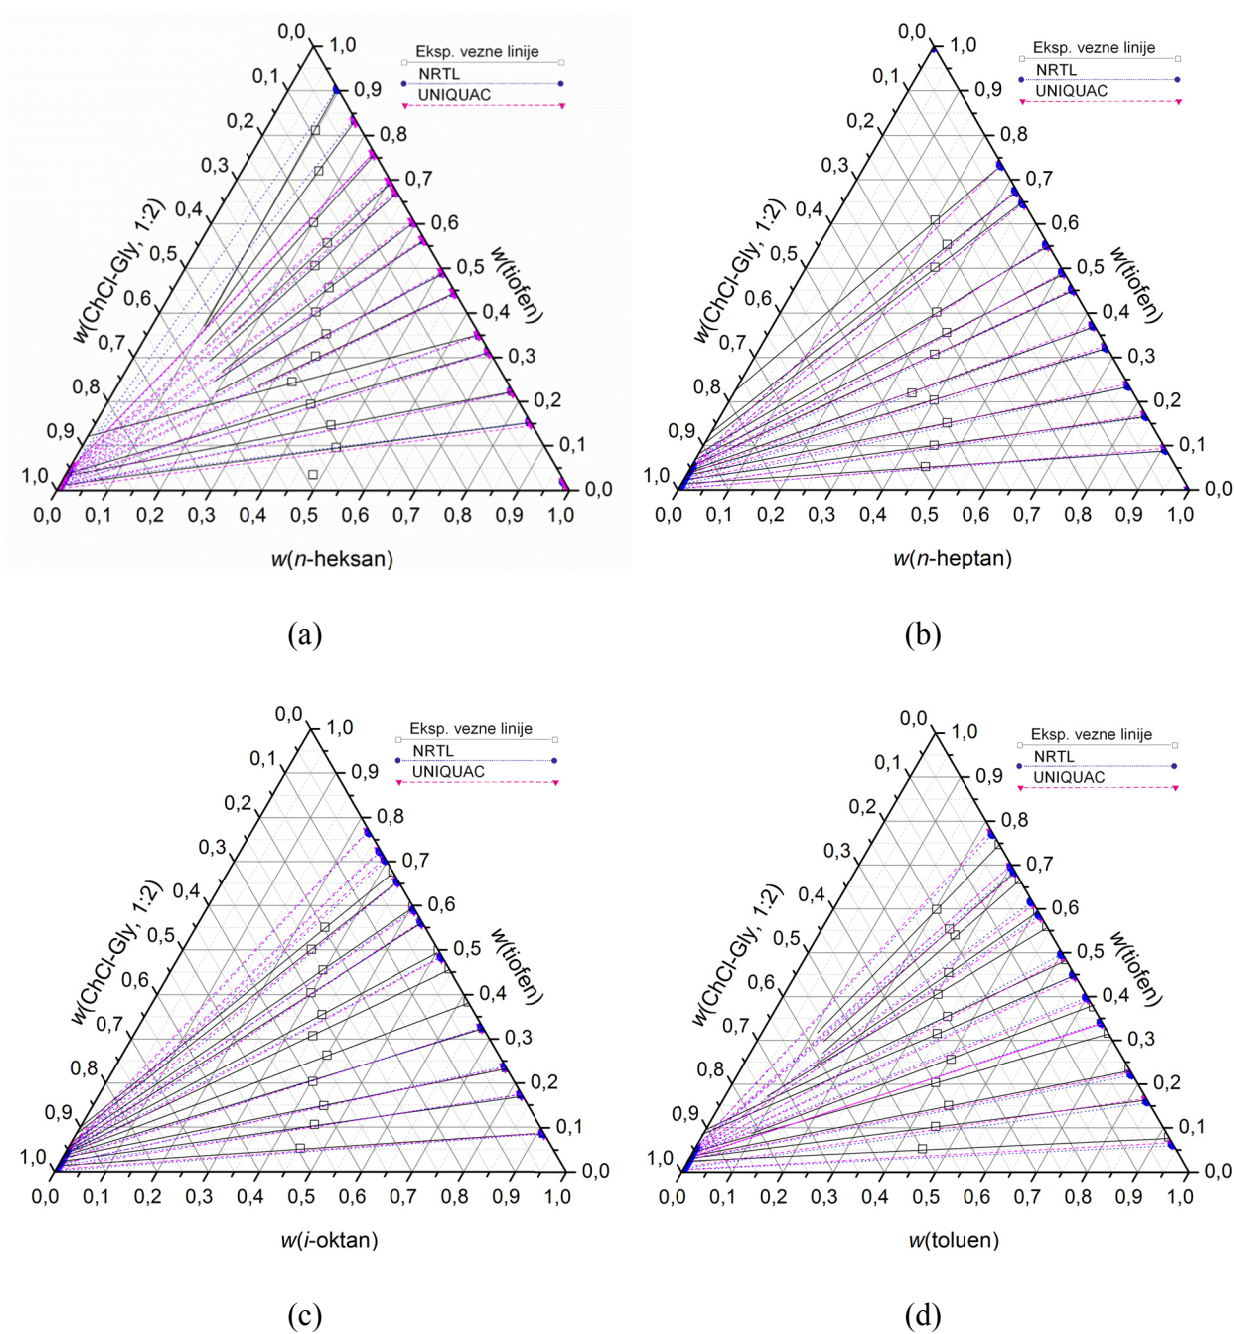 0,0 1,0
Eksp. vezne linije
NRTL
UNIQUAC
0,1 0,9
0,2 0,8
0,3 0,7
0,4 0,6
0,5 0,5
0,6 0,4
0,7 0,3
0,8 0,2
0,9 0,1
1,0 0,0
w(ChCl-Gly, 1:2)
w(tiofen)
0,0 0,1 0,2 0,3 0,4 0,5 0,6 0,7 0,8 0,9 1,0
w(n-heksan)
(a)
0,0 1,0
Eksp. vezne linije
NRTL
UNIQUAC
0,1 0,9
0,2 0,8
0,3 0,7
0,4 0,6
0,5 0,5
0,6 0,4
0,7 0,3
0,8 0,2
0,9 0,1
1,0 0,0
w(ChCl-Gly, 1:2)
w(tiofen)
0,0 0,1 0,2 0,3 0,4 0,5 0,6 0,7 0,8 0,9 1,0
w(n-heptan)
(b)
0,0 1,0
Eksp. vezne linije
NRTL
UNIQUAC
0,1 0,9
0,2 0,8
0,3 0,7
0,4 0,6
0,5 0,5
0,6 0,4
0,7 0,3
0,8 0,2
0,9 0,1
1,0 0,0
w(ChCl-Gly, 1:2)
w(tiofen)
0,0 0,1 0,2 0,3 0,4 0,5 0,6 0,7 0,8 0,9 1,0
w(i-oktan)
(c)
0,0 1,0
Eksp. vezne linije
NRTL
UNIQUAC
0,1 0,9
0,2 0,8
0,3 0,7
0,4 0,6
0,5 0,5
0,6 0,4
0,7 0,3
0,8 0,2
0,9 0,1
1,0 0,0
w(ChCl-Gly, 1:2)
w(tiofen)
0,0 0,1 0,2 0,3 0,4 0,5 0,6 0,7 0,8 0,9 1,0
w(toluen)
(d)